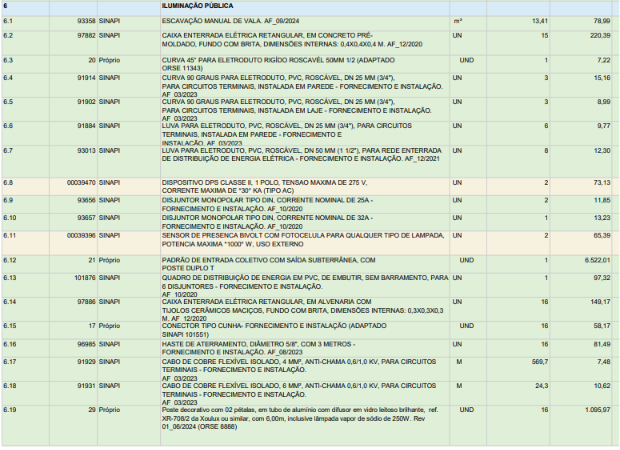 6 ILUMINAÇÃO PÚBLICA
6.1 93358 SINAPI ESCAVAÇÃO MANUAL DE VALA. AF_09/2024 m³ 13,41 78,99
6.2 97882 SINAPI CAIXA ENTERRADA ELÉTRICA RETANGULAR, EM CONCRETO PRÉ- UN 15 220,39
MOLDADO, FUNDO COM BRITA, DIMENSÕES INTERNAS: 0,4X0,4X0,4 M. AF_12/2020
6.3 20 Próprio CURVA 45° PARA ELETRODUTO RIGÍDO ROSCAVÉL 50MM 1/2 (ADAPTADO UND 1 7,22
ORSE 11343)
6.4 91914 SINAPI CURVA 90 GRAUS PARA ELETRODUTO, PVC, ROSCÁVEL, DN 25 MM (3/4"), UN 3 15,16
PARA CIRCUITOS TERMINAIS, INSTALADA EM PAREDE - FORNECIMENTO E INSTALAÇÃO.
AF_03/2023
6.5 91902 SINAPI CURVA 90 GRAUS PARA ELETRODUTO, PVC, ROSCÁVEL, DN 25 MM (3/4"), UN 3 8,99
PARA CIRCUITOS TERMINAIS, INSTALADA EM LAJE - FORNECIMENTO E INSTALAÇÃO.
AF_03/2023
6.6 91884 SINAPI LUVA PARA ELETRODUTO, PVC, ROSCÁVEL, DN 25 MM (3/4"), PARA CIRCUITOS UN 6 9,77
TERMINAIS, INSTALADA EM PAREDE - FORNECIMENTO E
INSTALAÇÃO. AF_03/2023
6.7 93013 SINAPI LUVA PARA ELETRODUTO, PVC, ROSCÁVEL, DN 50 MM (1 1/2"), PARA REDE ENTERRADA UN 8 12,30
DE DISTRIBUIÇÃO DE ENERGIA ELÉTRICA - FORNECIMENTO E INSTALAÇÃO. AF_12/2021
6.8 00039470 SINAPI DISPOSITIVO DPS CLASSE II, 1 POLO, TENSAO MAXIMA DE 275 V, UN 2 73,13
CORRENTE MAXIMA DE *30* KA (TIPO AC)
6.9 93656 SINAPI DISJUNTOR MONOPOLAR TIPO DIN, CORRENTE NOMINAL DE 25A - UN 2 11,85
FORNECIMENTO E INSTALAÇÃO. AF_10/2020
6.10 93657 SINAPI DISJUNTOR MONOPOLAR TIPO DIN, CORRENTE NOMINAL DE 32A - UN 1 13,23
FORNECIMENTO E INSTALAÇÃO. AF_10/2020
6.11 00039396 SINAPI SENSOR DE PRESENCA BIVOLT COM FOTOCELULA PARA QUALQUER TIPO DE LAMPADA, UN 2 65,39
POTENCIA MAXIMA *1000* W, USO EXTERNO
6.12 21 Próprio PADRÃO DE ENTRADA COLETIVO COM SAÍDA SUBTERRÂNEA, COM UND 1 6.522,01
POSTE DUPLO T
6.13 101876 SINAPI QUADRO DE DISTRIBUIÇÃO DE ENERGIA EM PVC, DE EMBUTIR, SEM BARRAMENTO, PARA UN 1 97,32
6 DISJUNTORES - FORNECIMENTO E INSTALAÇÃO.
AF_10/2020
6.14 97886 SINAPI CAIXA ENTERRADA ELÉTRICA RETANGULAR, EM ALVENARIA COM UN 16 149,17
TIJOLOS CERÂMICOS MACIÇOS, FUNDO COM BRITA, DIMENSÕES INTERNAS: 0,3X0,3X0,3
M. AF_12/2020
6.15 17 Próprio CONECTOR TIPO CUNHA- FORNECIMENTO E INSTALAÇÃO (ADAPTADO UND 16 58,17
SINAPI 101551)
6.16 96985 SINAPI HASTE DE ATERRAMENTO, DIÂMETRO 5/8", COM 3 METROS - UN 16 81,49
FORNECIMENTO E INSTALAÇÃO. AF_08/2023
6.17 91929 SINAPI CABO DE COBRE FLEXÍVEL ISOLADO, 4 MM², ANTI-CHAMA 0,6/1,0 KV, PARA CIRCUITOS M 569,7 7,48
TERMINAIS - FORNECIMENTO E INSTALAÇÃO.
AF_03/2023
6.18 91931 SINAPI CABO DE COBRE FLEXÍVEL ISOLADO, 6 MM², ANTI-CHAMA 0,6/1,0 KV, PARA CIRCUITOS M 24,3 10,62
TERMINAIS - FORNECIMENTO E INSTALAÇÃO.
AF_03/2023
6.19 29 Próprio Poste decorativo com 02 pétalas, em tubo de alumínio com difusor em vidro leitoso brilhante, ref. UND 16 1.095,97
XR-708/2 da Xoulux ou similar, com 6,00m, inclusive lâmpada vapor de sódio de 250W. Rev
01_06/2024 (ORSE 8888)